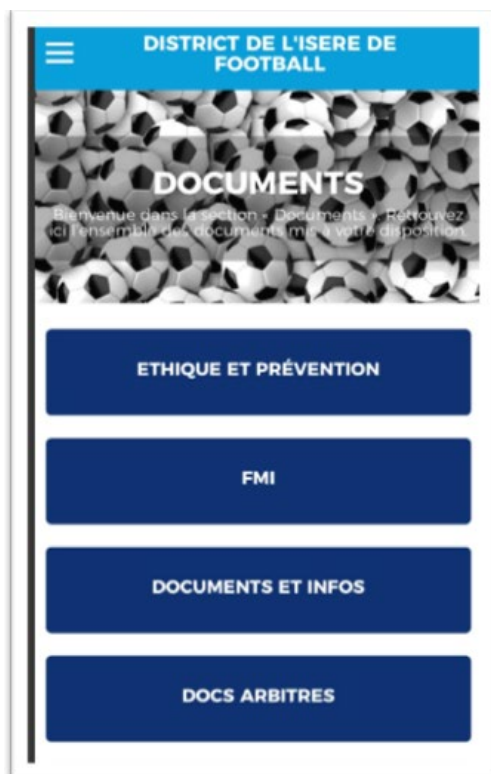 DISTRICT DE L'ISERE DE
FOOTBALL
DOCUMENTS
Bienvenue dans la section « Documents ». Retrouvez
ici l'ensemble des documents mis à votre disposition.
ETHIQUE ET PRÉVENTION
FMI
DOCUMENTS ET INFOS
DOCS ARBITRES